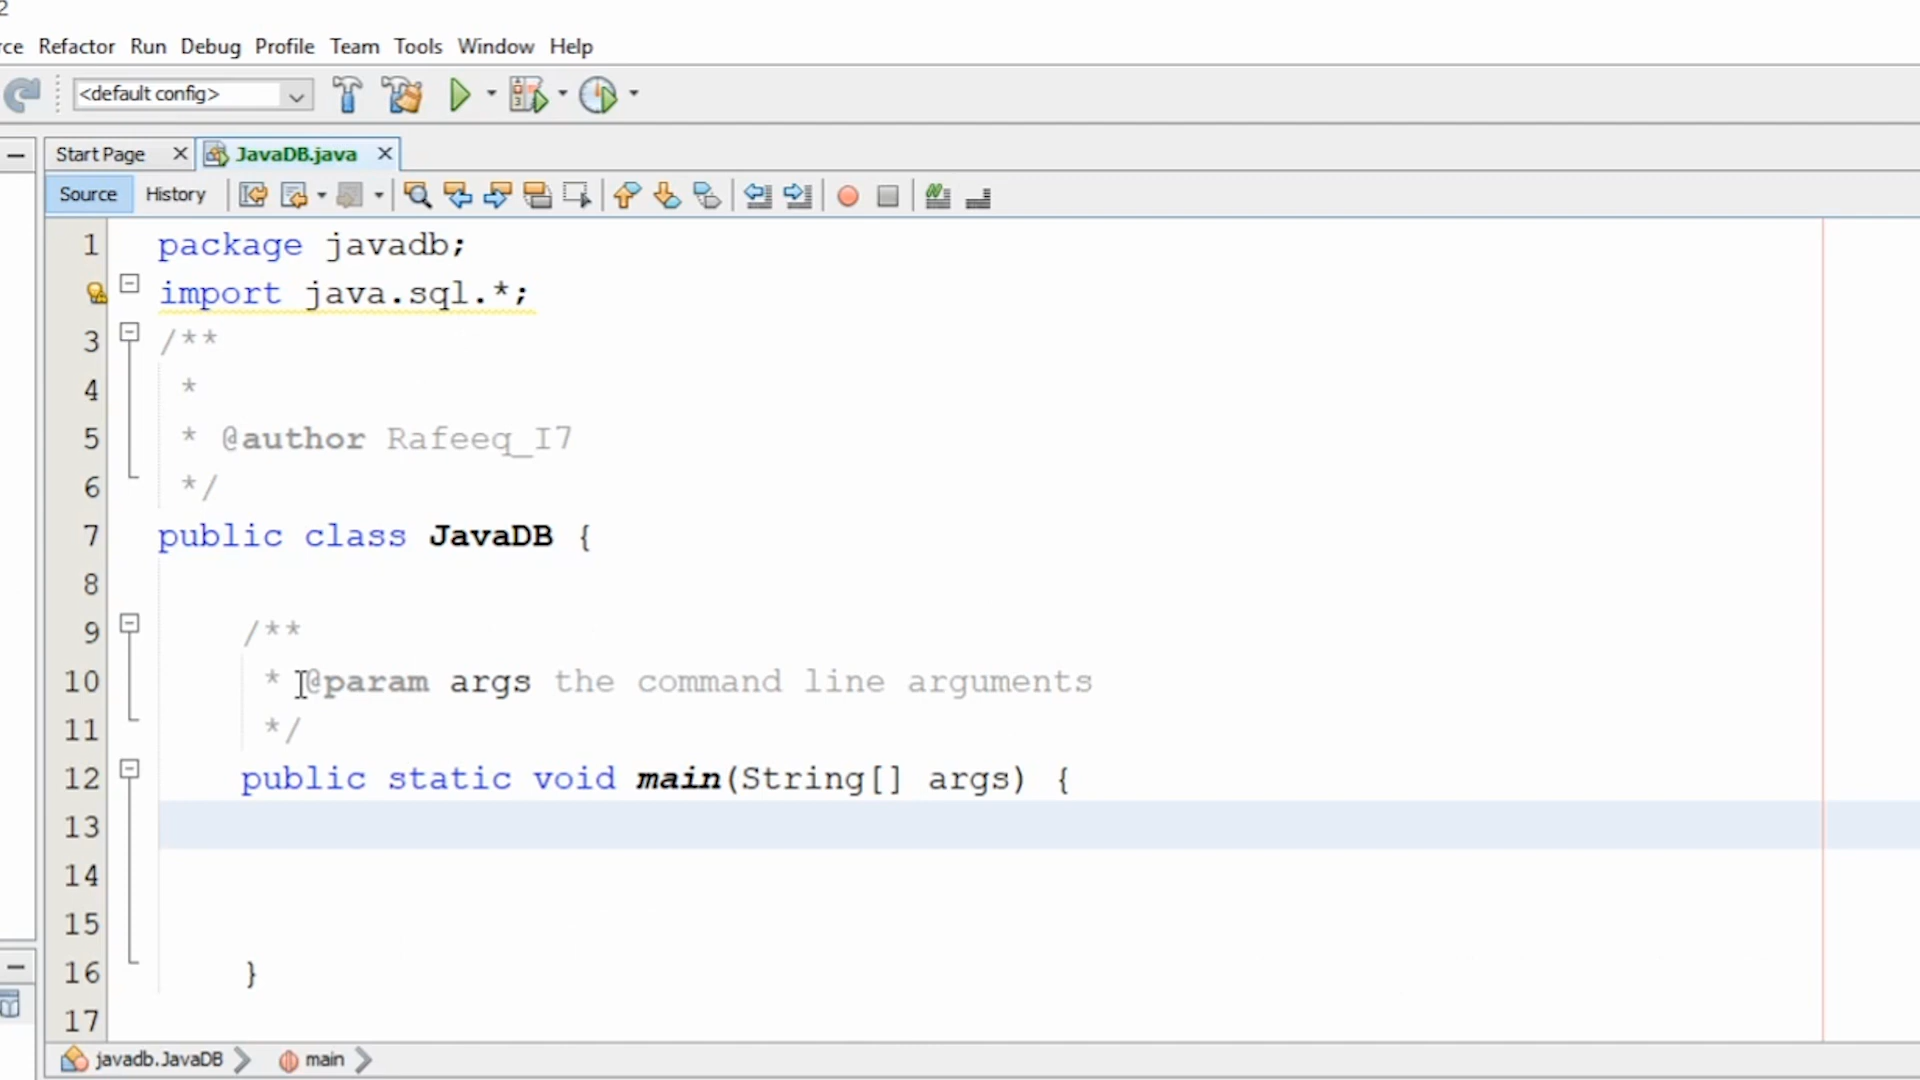 2
rce Refactor Run Debug Profile Team Tools Window Help
<default config>
Start Page JavaDB.java
Source History
1 package javadb;
import java.sql.*;
3 /**
4 *
5 * @author Rafeeq_I7
6 */
7 public class JavaDB {
8
9 /**
10 * @param args the command line arguments
11 */
12 public static void main(String[] args) {
13
14
15
16 }
17
javadb.JavaDB main